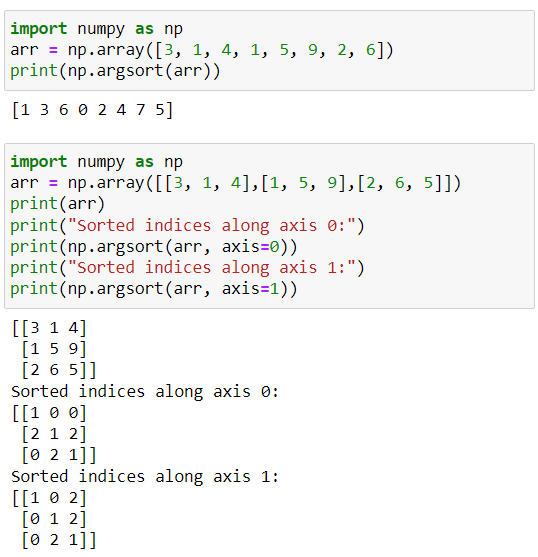 import numpy as np
arr = np.array([3, 1, 4, 1, 5, 9, 2, 6])
print(np.argsort(arr))
[1 3 6 0 2 4 7 5]
import numpy as np
arr = np.array([[3, 1, 4],[1, 5, 9],[2, 6, 5]])
print(arr)
print("Sorted indices along axis 0:")
print(np.argsort(arr, axis=0))
print("Sorted indices along axis 1:")
print(np.argsort(arr, axis=1))
[[3 1 4]
 [1 5 9]
 [2 6 5]]
Sorted indices along axis 0:
[[1 0 0]
 [2 1 2]
 [0 2 1]]
Sorted indices along axis 1:
[[1 0 2]
 [0 1 2]
 [0 2 1]]